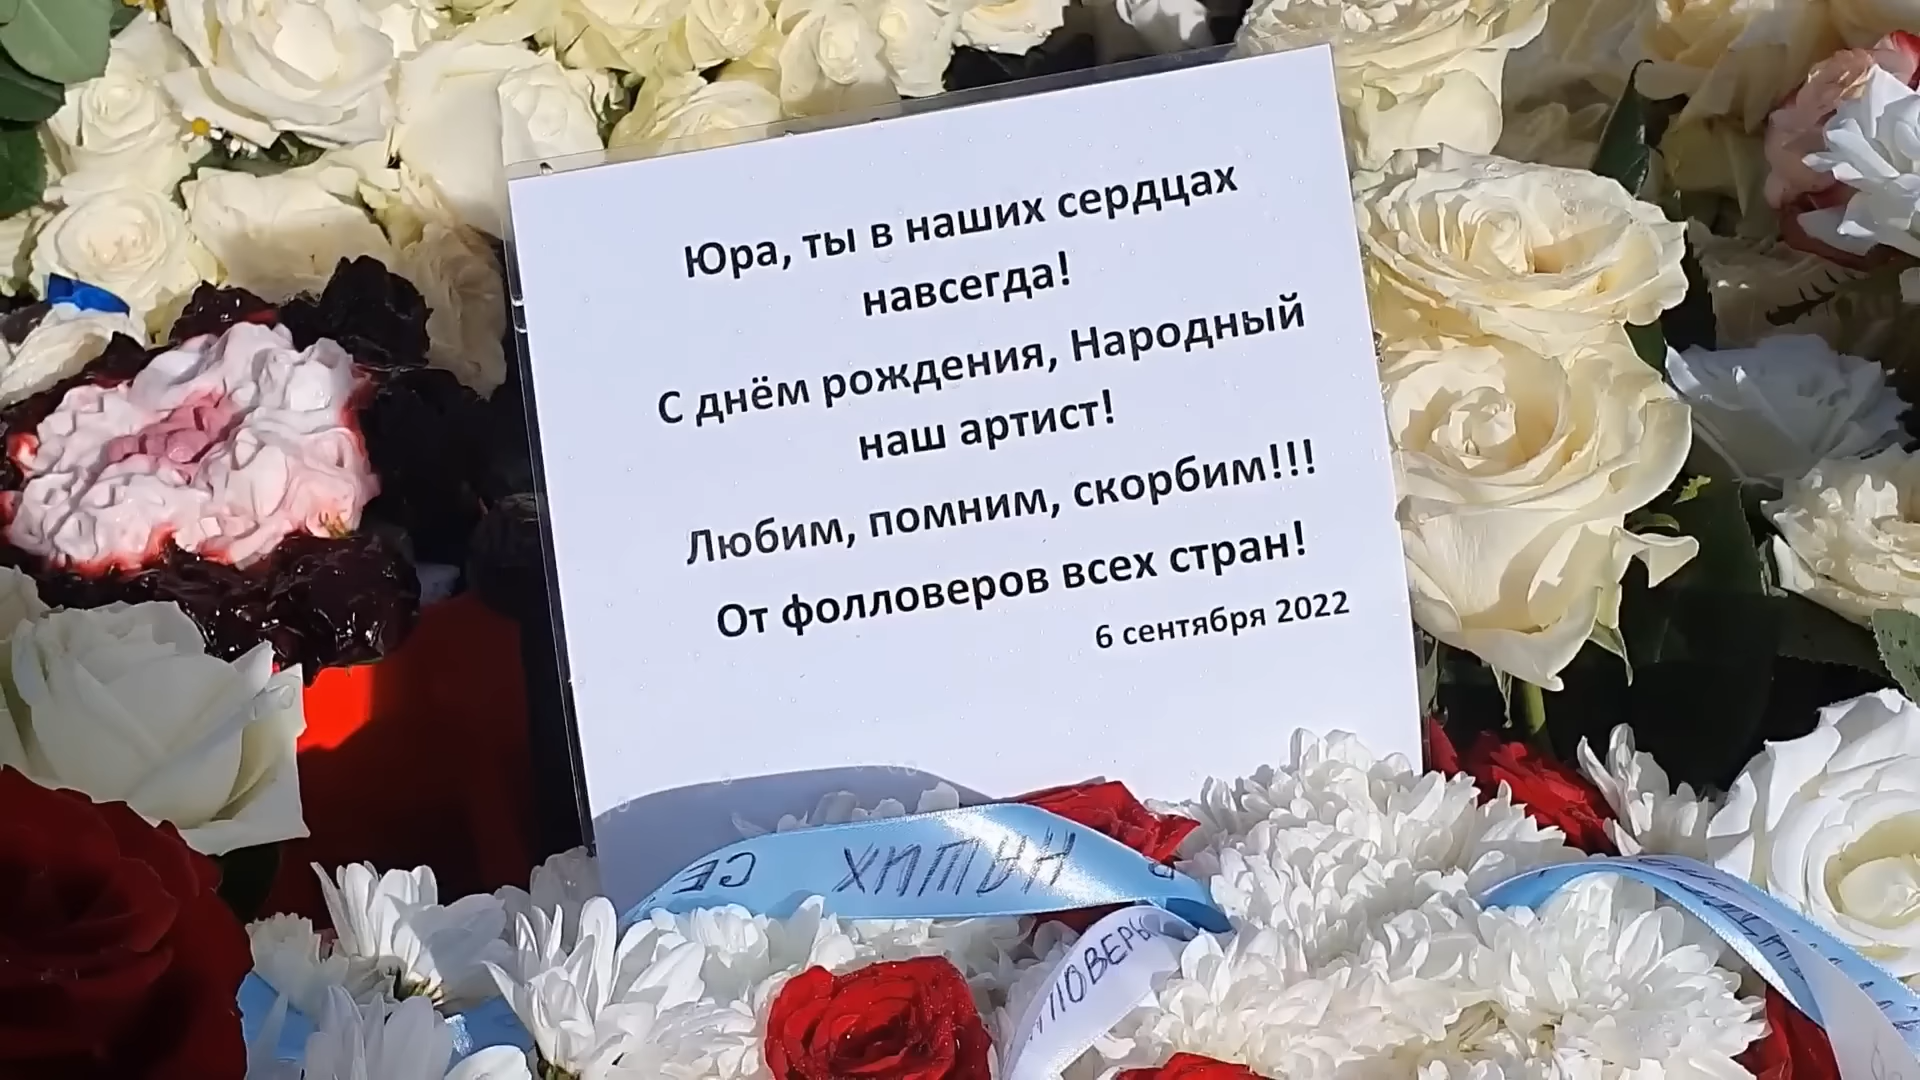 Юра, ты в наших сердцах
навсегда!
С днём рождения, Народный
наш артист!
Любим, помним, скорбим!!!
От фолловеров всех стран!
6 сентября 2022
НАШИХ СЕ